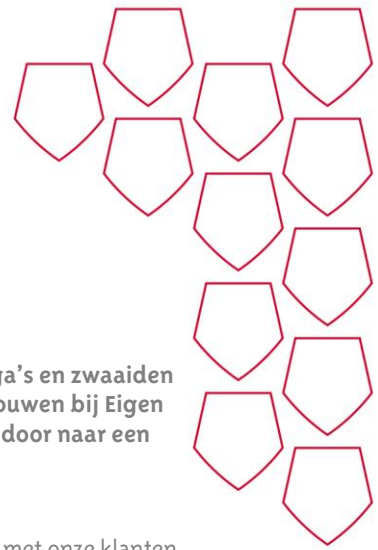 ga's en zwaaiden
ouwen bij Eigen
door naar een
met onze klanten